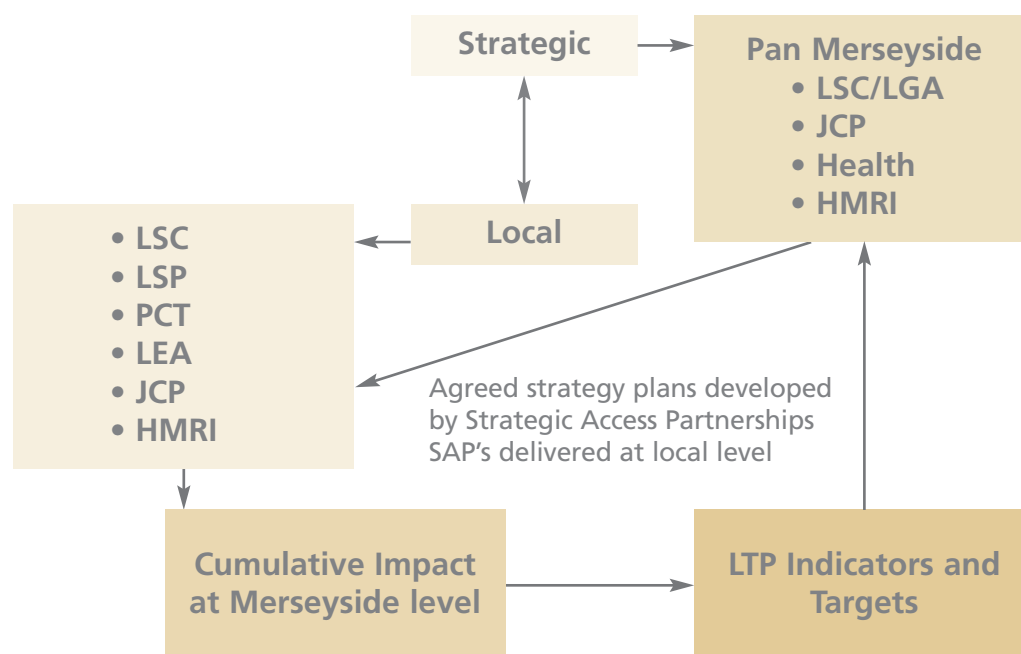 Strategic
Pan Merseyside
• LSC/LGA
• JCP
• Health
• HMRI
Local
• LSC
• LSP
• PCT
• LEA
• JCP
• HMRI
Agreed strategy plans developed
by Strategic Access Partnerships
SAP's delivered at local level
Cumulative Impact
at Merseyside level
LTP Indicators and
Targets